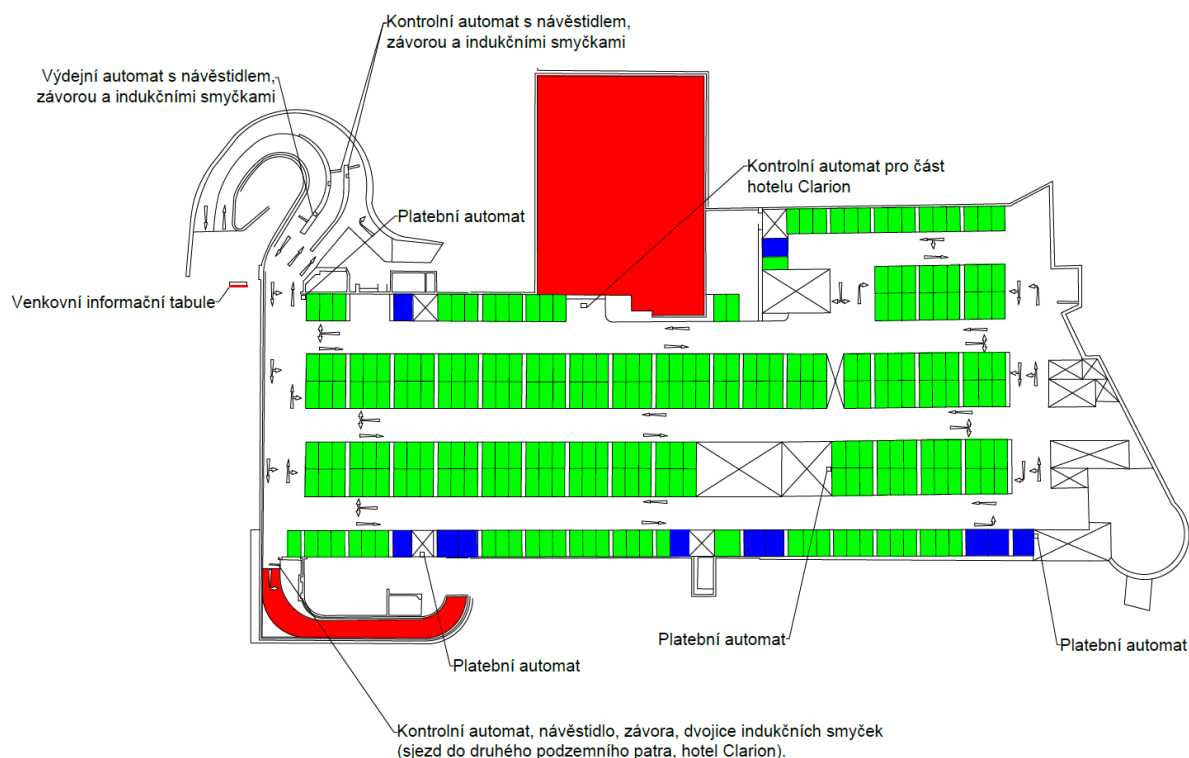 Kontrolní automat s návěstidlem,
závorou a indukčními smyčkami
Výdejní automat s návěstidlem,
závorou a indukčními smyčkami
Kontrolní automat pro část
hotelu Clarion
Platební automat
Venkovní informační tabule
Platební automat
Platební automat
Platební automat
Kontrolní automat, návěstidlo, závora, dvojice indukčních smyček
(sjezd do druhého podzemního patra, hotel Clarion).